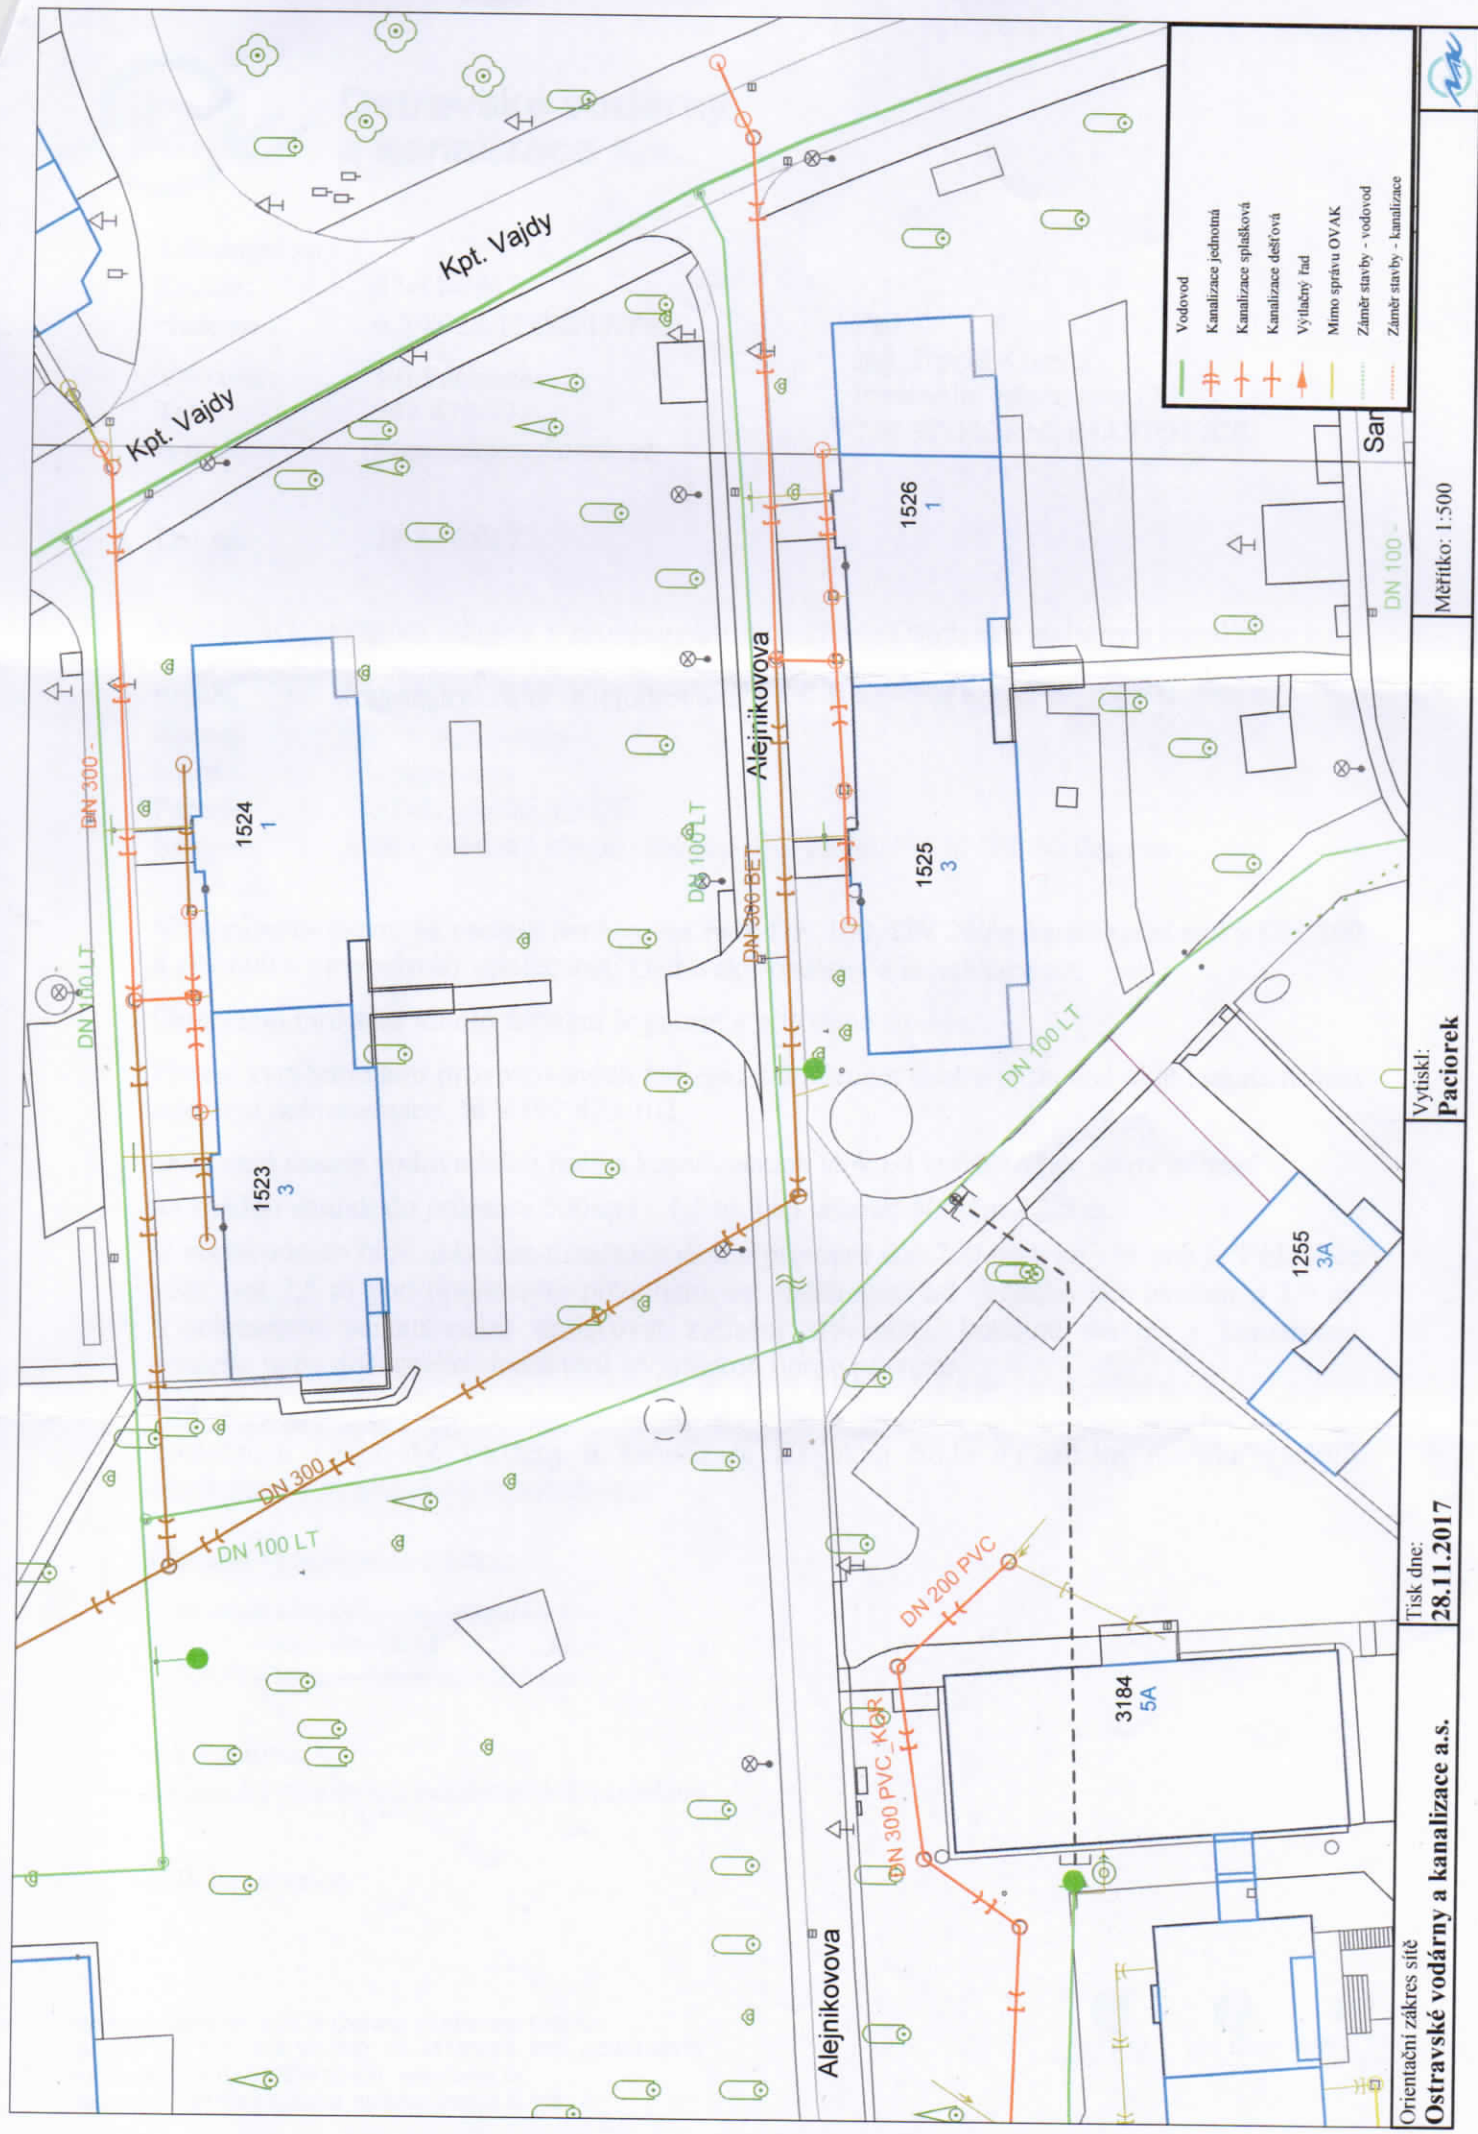 Kpt. Vajdy
Kpt. Vajdy
DN 300 -
DN 100 LT
1524
1
1523
3
DN 100 LT
DN 300 BET
Alejnikovova
1526
1
1525
3
DN 100 LT
DN 300
DN 100 LT
1255
3A
DN 200 PVC
DN 300 PVC_KOR
3184
5A
Alejnikovova
San
DN 100 -
Vodovod
Kanalizace jednotná
Kanalizace splašková
Kanalizace dešťová
Výtlačný řad
Mimo správu OVAK
Záměr stavby - vodovod
Záměr stavby - kanalizace
Orientační zákres sítě
Ostravské vodárny a kanalizace a.s.
Tisk dne:
28.11.2017
Vytiskl:
Paciorek
Měřítko: 1:500